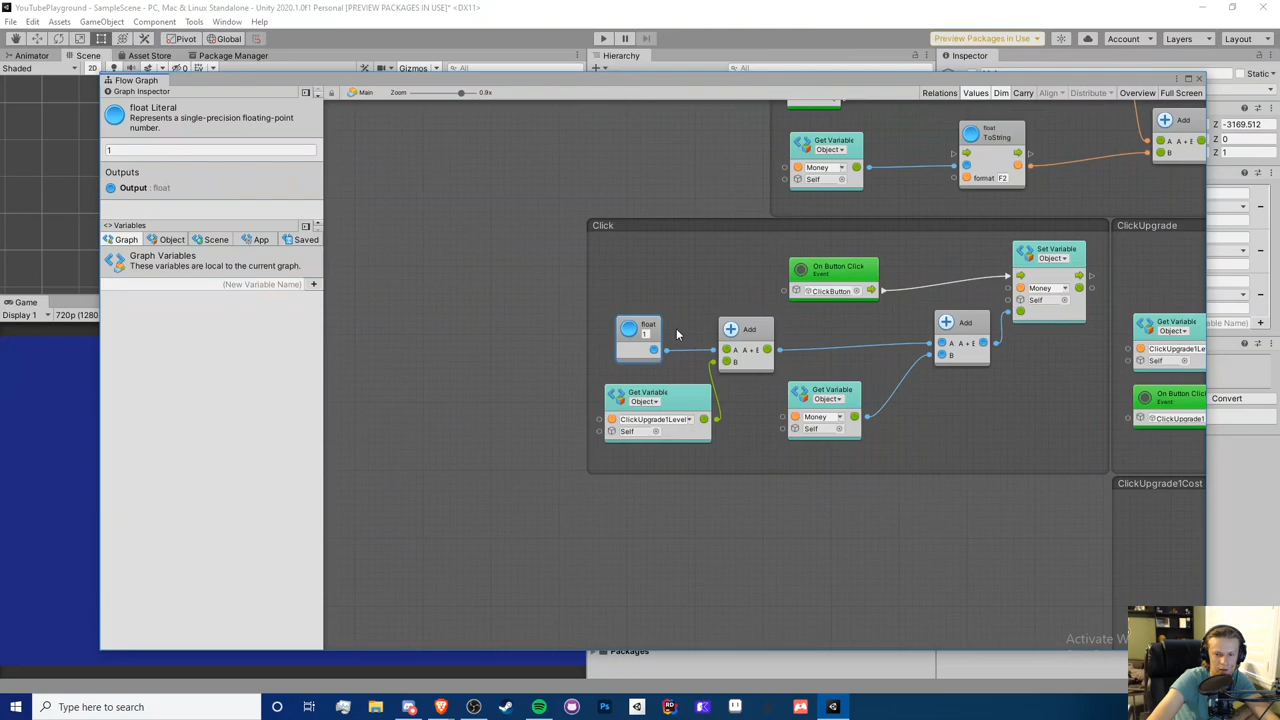 YouTubePlayground - SampleScene - PC, Mac & Linux Standalone - Unity 2020.1.0f1 Personal [PREVIEW PACKAGES IN USE]* <DX11>
File Edit Assets GameObject Component Tools Window Help
Pivot Global Preview Packages in Use Account Layers Layout
Animator Scene Asset Store Package Manager Hierarchy Inspector
Shaded 2D Gizmos All All Static
Flow Graph
Graph Inspector Main Zoom 0.9x Relations Values Dim Carry Align Distribute Overview Full Screen
float Literal
Represents a single-precision floating-point
number.
1
Outputs
Output : float
Variables
Graph Object Scene App Saved
Graph Variables
These variables are local to the current graph.
(New Variable Name) +
Game
Display 1 720p (1280
Get Variable
Object
Money
Self
float
ToString
format F2
Add
A A + B
B
Click
On Button Click
Event
ClickButton
Set Variable
Object
Money
Self
float
1
Add
A A + B
B
Add
A A + B
B
Get Variable
Object
ClickUpgrade1Level
Self
Get Variable
Object
Money
Self
ClickUpgrade
Get Variable
Object
ClickUpgrade1Le
Self
On Button Click
Event
ClickUpgrade1
ClickUpgrade1Cost
Z -3169.512
Z 0
Z 1
Convert
Packages
Activate W
Type here to search